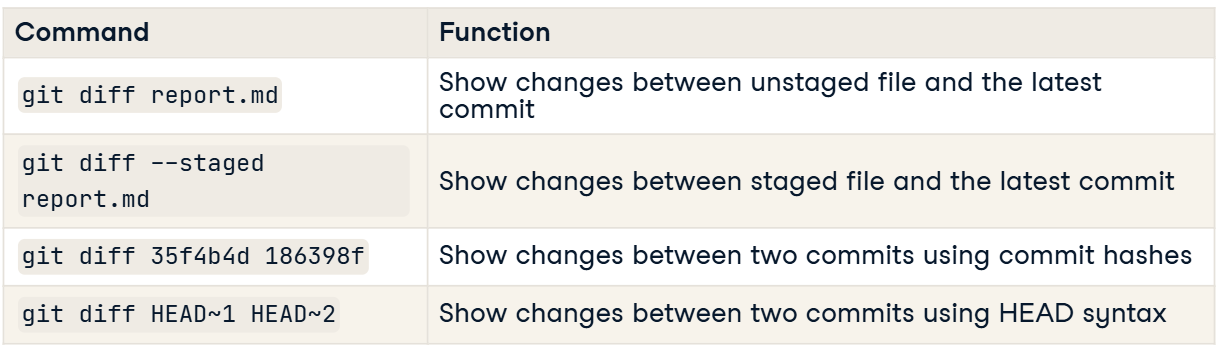 Command
Function
git diff report.md
Show changes between unstaged file and the latest
commit
git diff --staged
report.md
Show changes between staged file and the latest commit
git diff 35f4b4d 186398f
Show changes between two commits using commit hashes
git diff HEAD~1 HEAD~2
Show changes between two commits using HEAD syntax